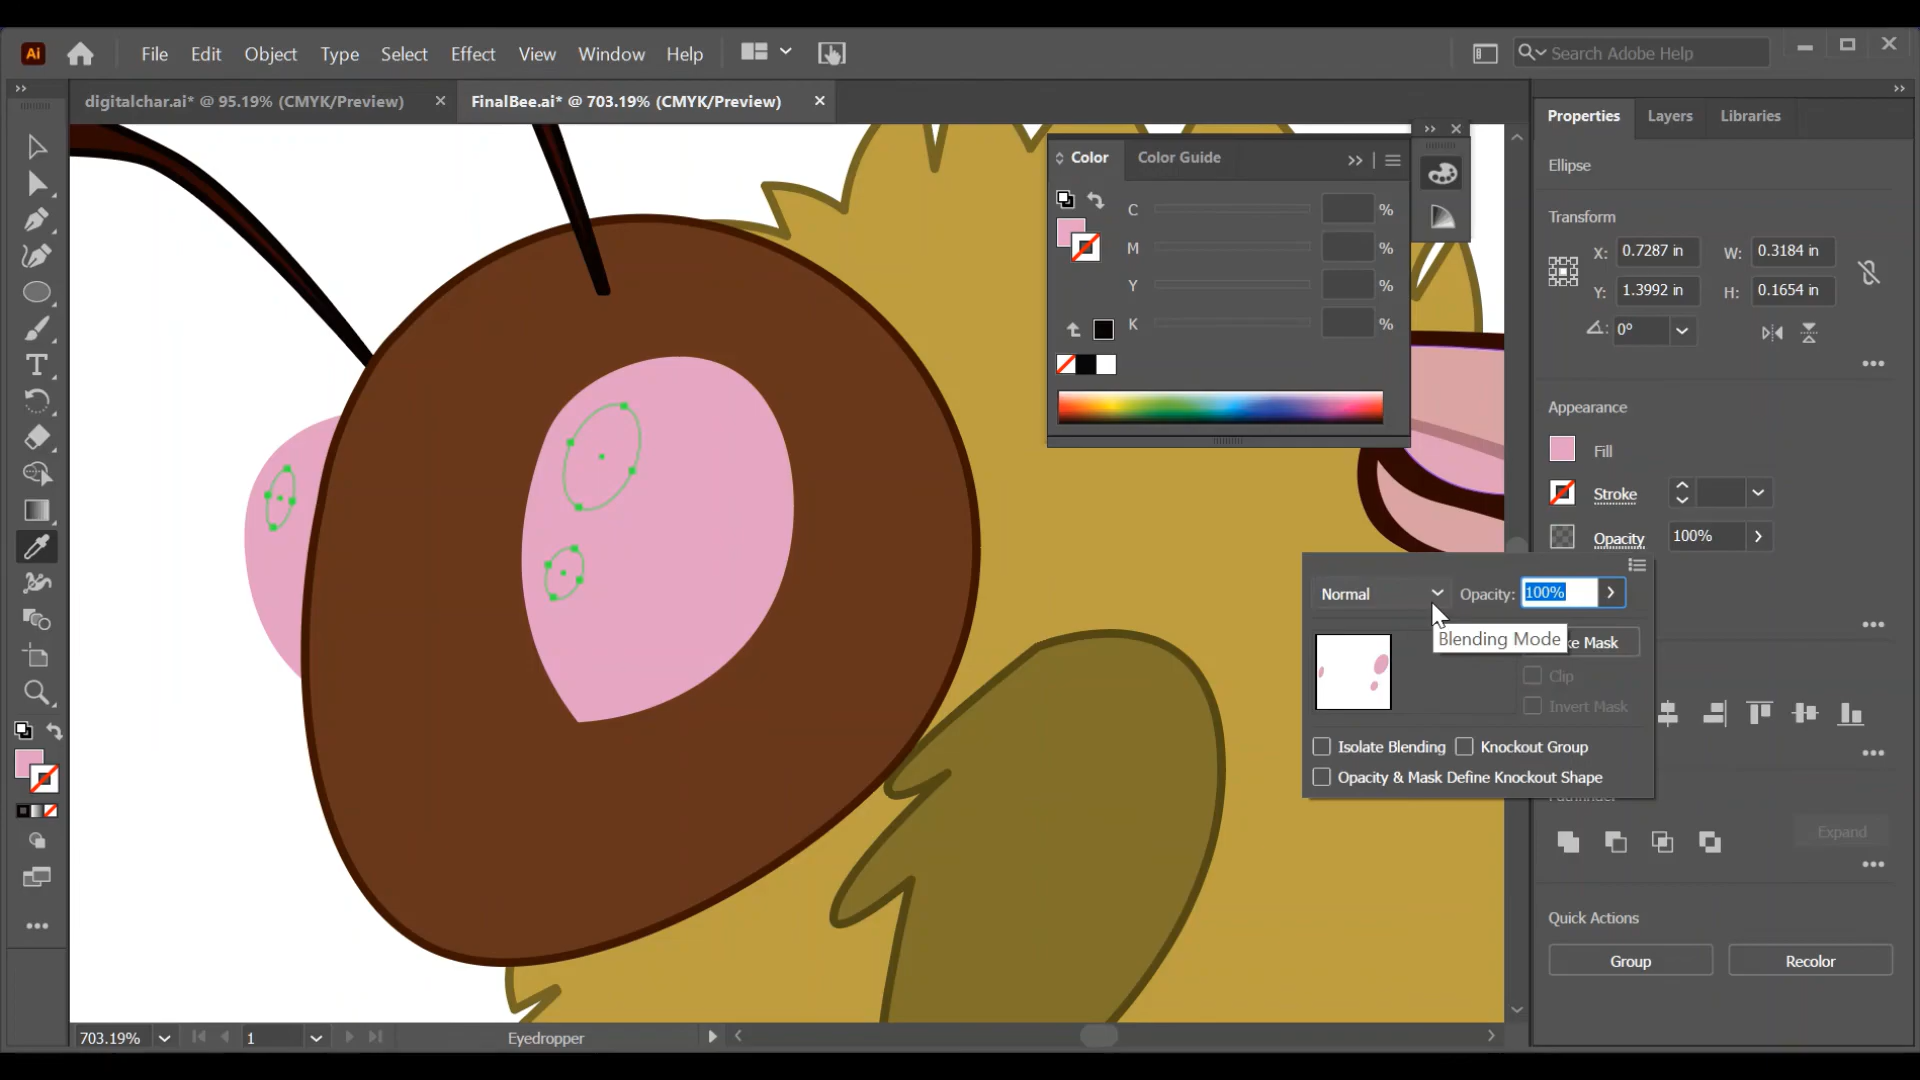 Ai File Edit Object Type Select Effect View Window Help Search Adobe Help
digitalchar.ai* @ 95.19% (CMYK/Preview) FinalBee.ai* @ 703.19% (CMYK/Preview)
Properties Layers Libraries
Color Color Guide
C %
M %
Y %
K %
Ellipse
Transform
X: 0.7287 in W: 0.3184 in
Y: 1.3992 in H: 0.1654 in
0°
Appearance
Fill
Stroke
Opacity 100%
Normal Opacity: 100%
Blending Mode
ke Mask
Clip
Invert Mask
Isolate Blending Knockout Group
Opacity & Mask Define Knockout Shape
Expand
Quick Actions
Group Recolor
703.19% 1 Eyedropper